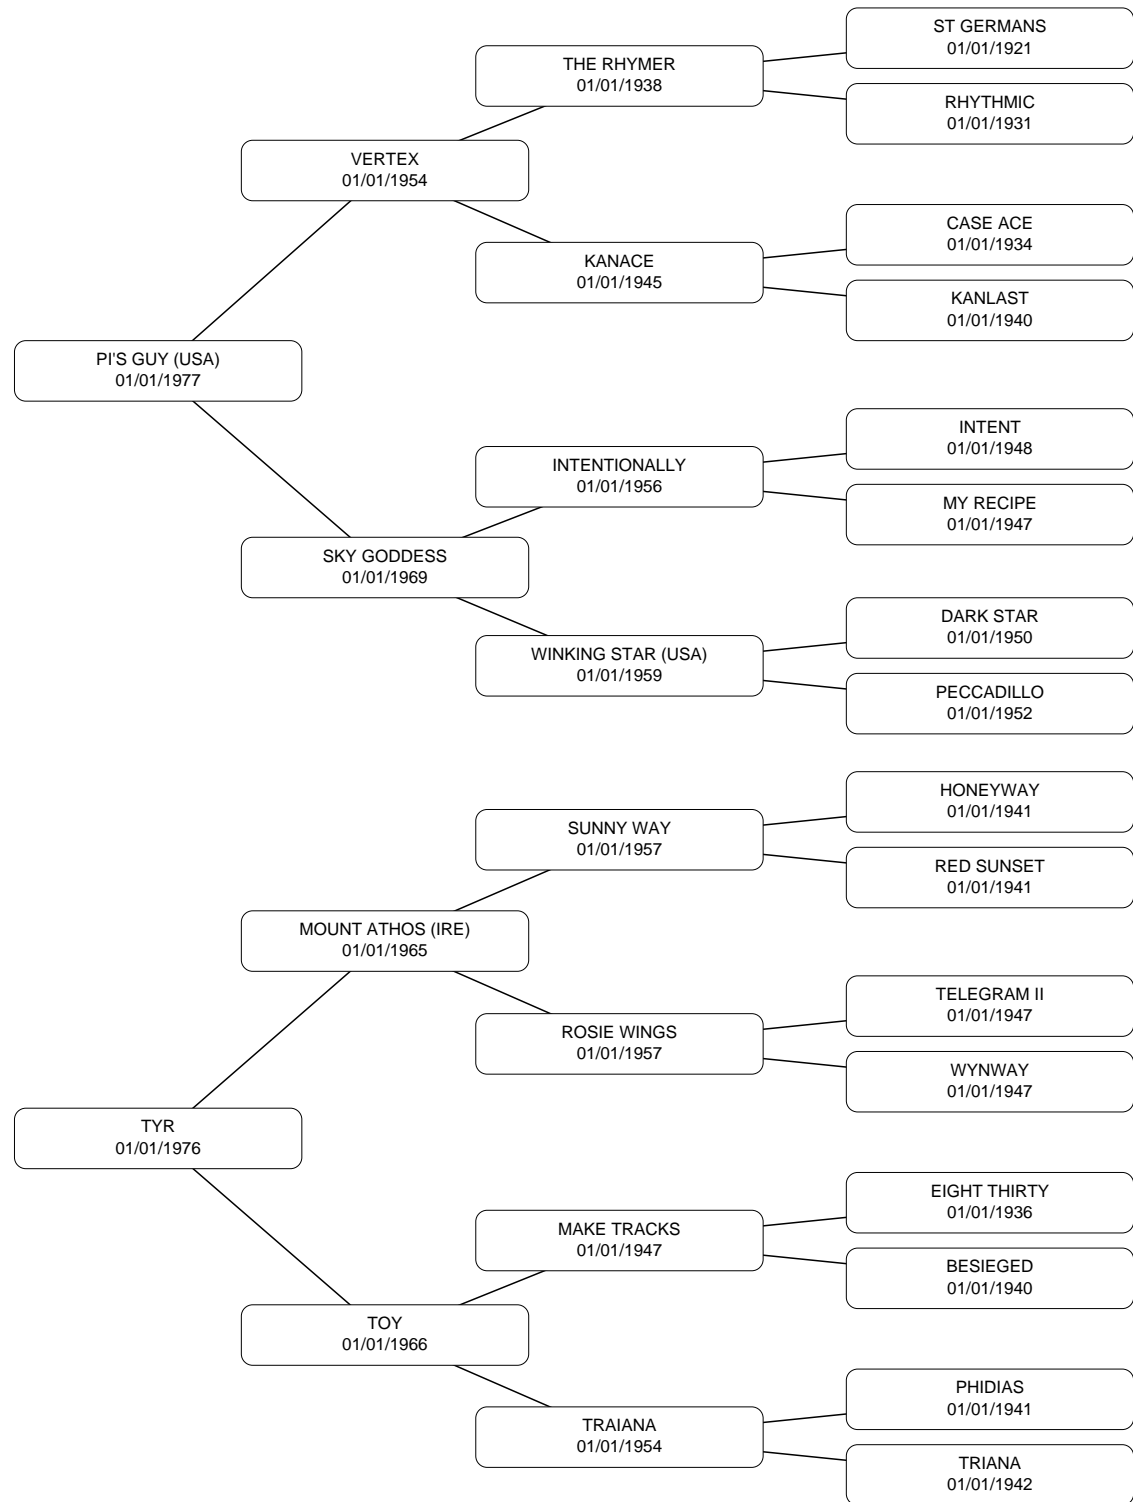 ST GERMANS
01/01/1921
THE RHYMER
01/01/1938
RHYTHMIC
01/01/1931
VERTEX
01/01/1954
CASE ACE
01/01/1934
KANACE
01/01/1945
KANLAST
01/01/1940
PI'S GUY (USA)
01/01/1977
INTENT
01/01/1948
INTENTIONALLY
01/01/1956
MY RECIPE
01/01/1947
SKY GODDESS
01/01/1969
DARK STAR
01/01/1950
WINKING STAR (USA)
01/01/1959
PECCADILLO
01/01/1952
HONEYWAY
01/01/1941
SUNNY WAY
01/01/1957
RED SUNSET
01/01/1941
MOUNT ATHOS (IRE)
01/01/1965
TELEGRAM II
01/01/1947
ROSIE WINGS
01/01/1957
WYNWAY
01/01/1947
TYR
01/01/1976
EIGHT THIRTY
01/01/1936
MAKE TRACKS
01/01/1947
BESIEGED
01/01/1940
TOY
01/01/1966
PHIDIAS
01/01/1941
TRAIANA
01/01/1954
TRIANA
01/01/1942